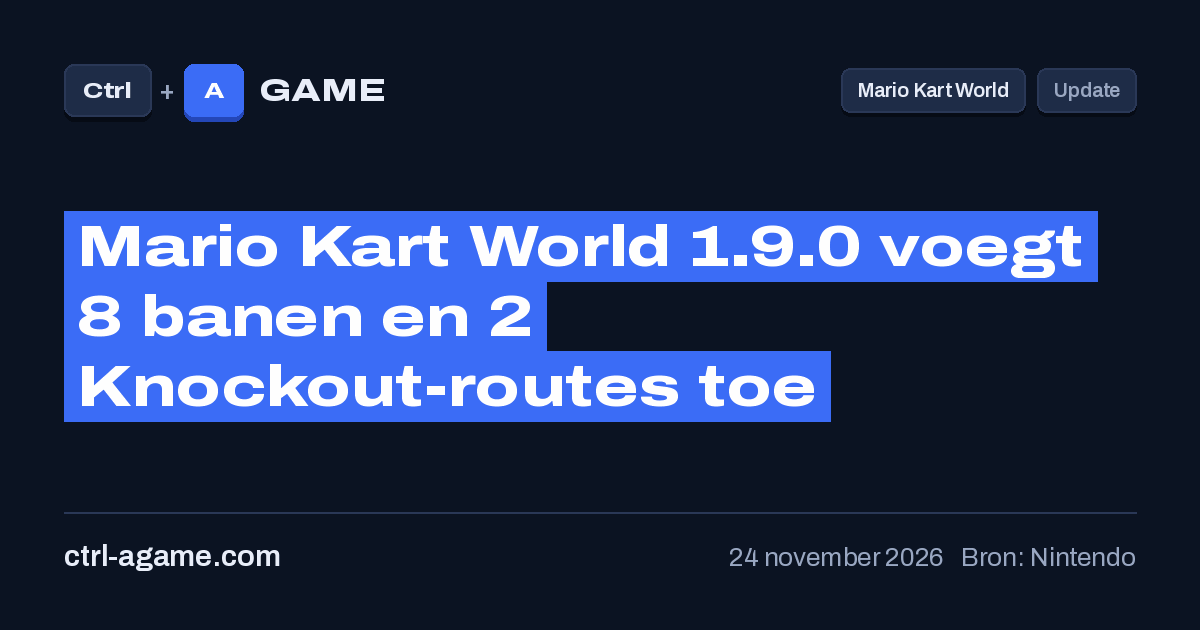 Ctrl + A GAME
Mario Kart World Update
Mario Kart World 1.9.0 voegt
8 banen en 2
Knockout-routes toe
ctrl-agame.com
24 november 2026 Bron: Nintendo